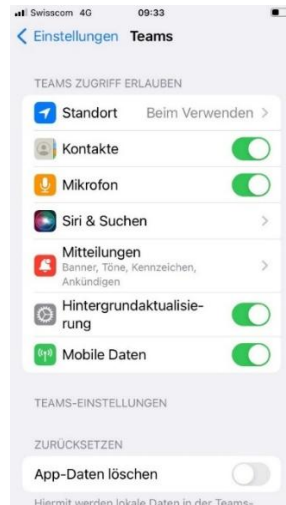 Swisscom 4G 09:33
Einstellungen Teams
TEAMS ZUGRIFF ERLAUBEN
Standort Beim Verwenden
Kontakte
Mikrofon
Siri & Suchen
Mitteilungen
Banner, Töne, Kennzeichen,
Ankündigen
Hintergrundaktualisie-
rung
Mobile Daten
TEAMS-EINSTELLUNGEN
ZURÜCKSETZEN
App-Daten löschen
Hiermit werden lokale Daten in der Teams-